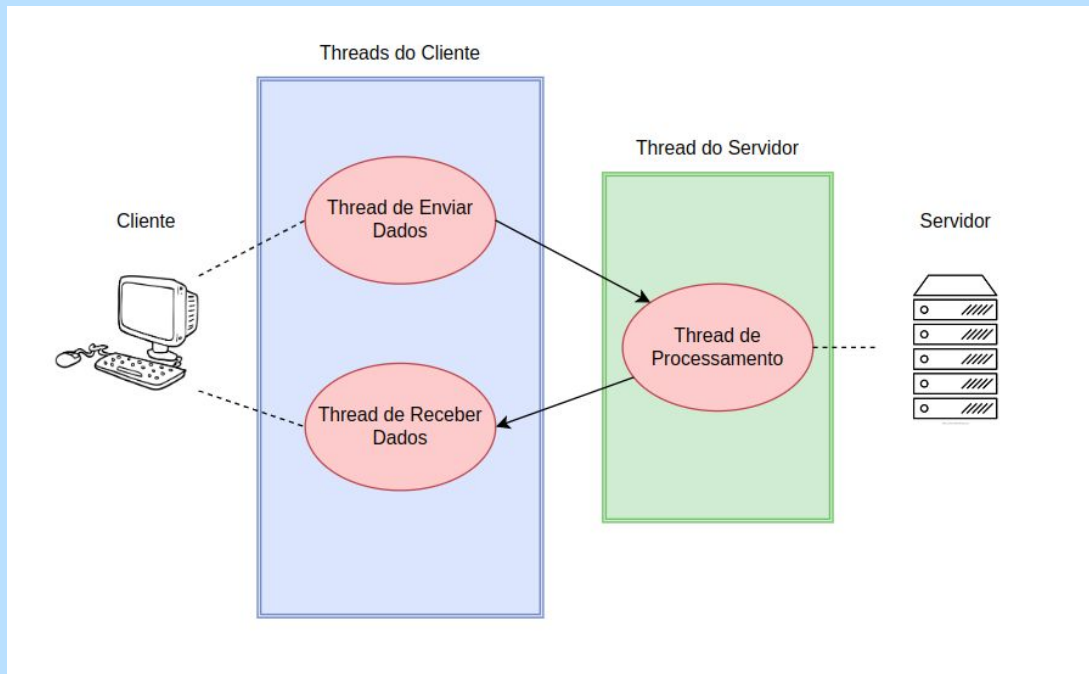 Threads do Cliente
Thread do Servidor
Cliente
Thread de Enviar
Dados
Servidor
Thread de
Processamento
Thread de Receber
Dados